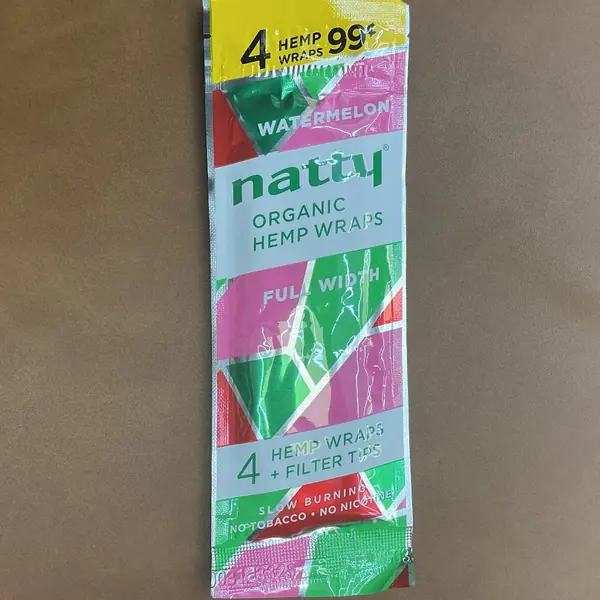 4 HEMP WRAPS 99¢
WATERMELON
natty®
ORGANIC
HEMP WRAPS
FULL WIDTH
4 HEMP WRAPS
+ FILTER TIPS
SLOW BURNING
NO TOBACCO • NO NICOTINE